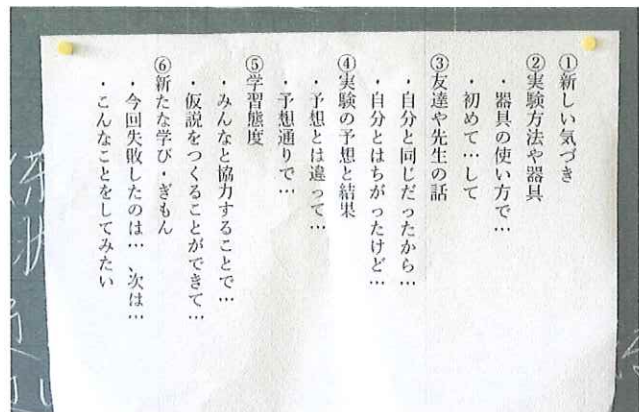 ①新しい気づき
②実験方法や器具
・器具の使い方で…
・初めて…して
③友達や先生の話
・自分と同じだったから…
・自分とはちがったけど…
④実験の予想と結果
・予想とは違って…
・予想通りで…
⑤学習態度
・みんなと協力することで…
・仮説をつくることができて…
⑥新たな学び・ぎもん
・今回失敗したのは… 次は…
・こんなことをしてみたい